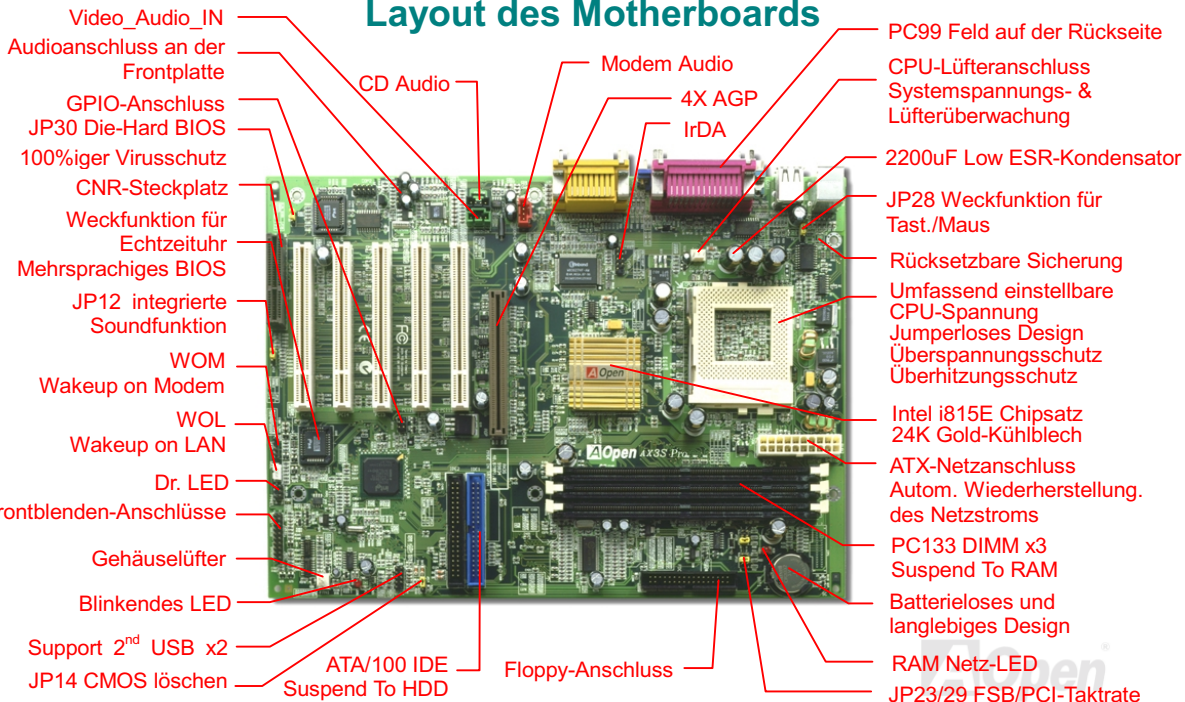 Layout des Motherboards
Video_Audio_IN
Audioanschluss an der
Frontplatte
GPIO-Anschluss
JP30 Die-Hard BIOS
100%iger Virusschutz
CNR-Steckplatz
Weckfunktion für
Echtzeituhr
Mehrsprachiges BIOS
JP12 integrierte
Soundfunktion
WOM
Wakeup on Modem
WOL
Wakeup on LAN
Dr. LED
rontblenden-Anschlüsse
Gehäuselüfter
Blinkendes LED
Support 2nd USB x2
JP14 CMOS löschen
CD Audio
Modem Audio
4X AGP
IrDA
AOpen
AOpen AX3S Pro
ATA/100 IDE
Suspend To HDD
Floppy-Anschluss
PC99 Feld auf der Rückseite
CPU-Lüfteranschluss
Systemspannungs- &
Lüfterüberwachung
2200uF Low ESR-Kondensator
JP28 Weckfunktion für
Tast./Maus
Rücksetzbare Sicherung
Umfassend einstellbare
CPU-Spannung
Jumperloses Design
Überspannungsschutz
Überhitzungsschutz
Intel i815E Chipsatz
24K Gold-Kühlblech
ATX-Netzanschluss
Autom. Wiederherstellung.
des Netzstroms
PC133 DIMM x3
Suspend To RAM
Batterieloses und
langlebiges Design
RAM Netz-LED
JP23/29 FSB/PCI-Taktrate
AOpen®